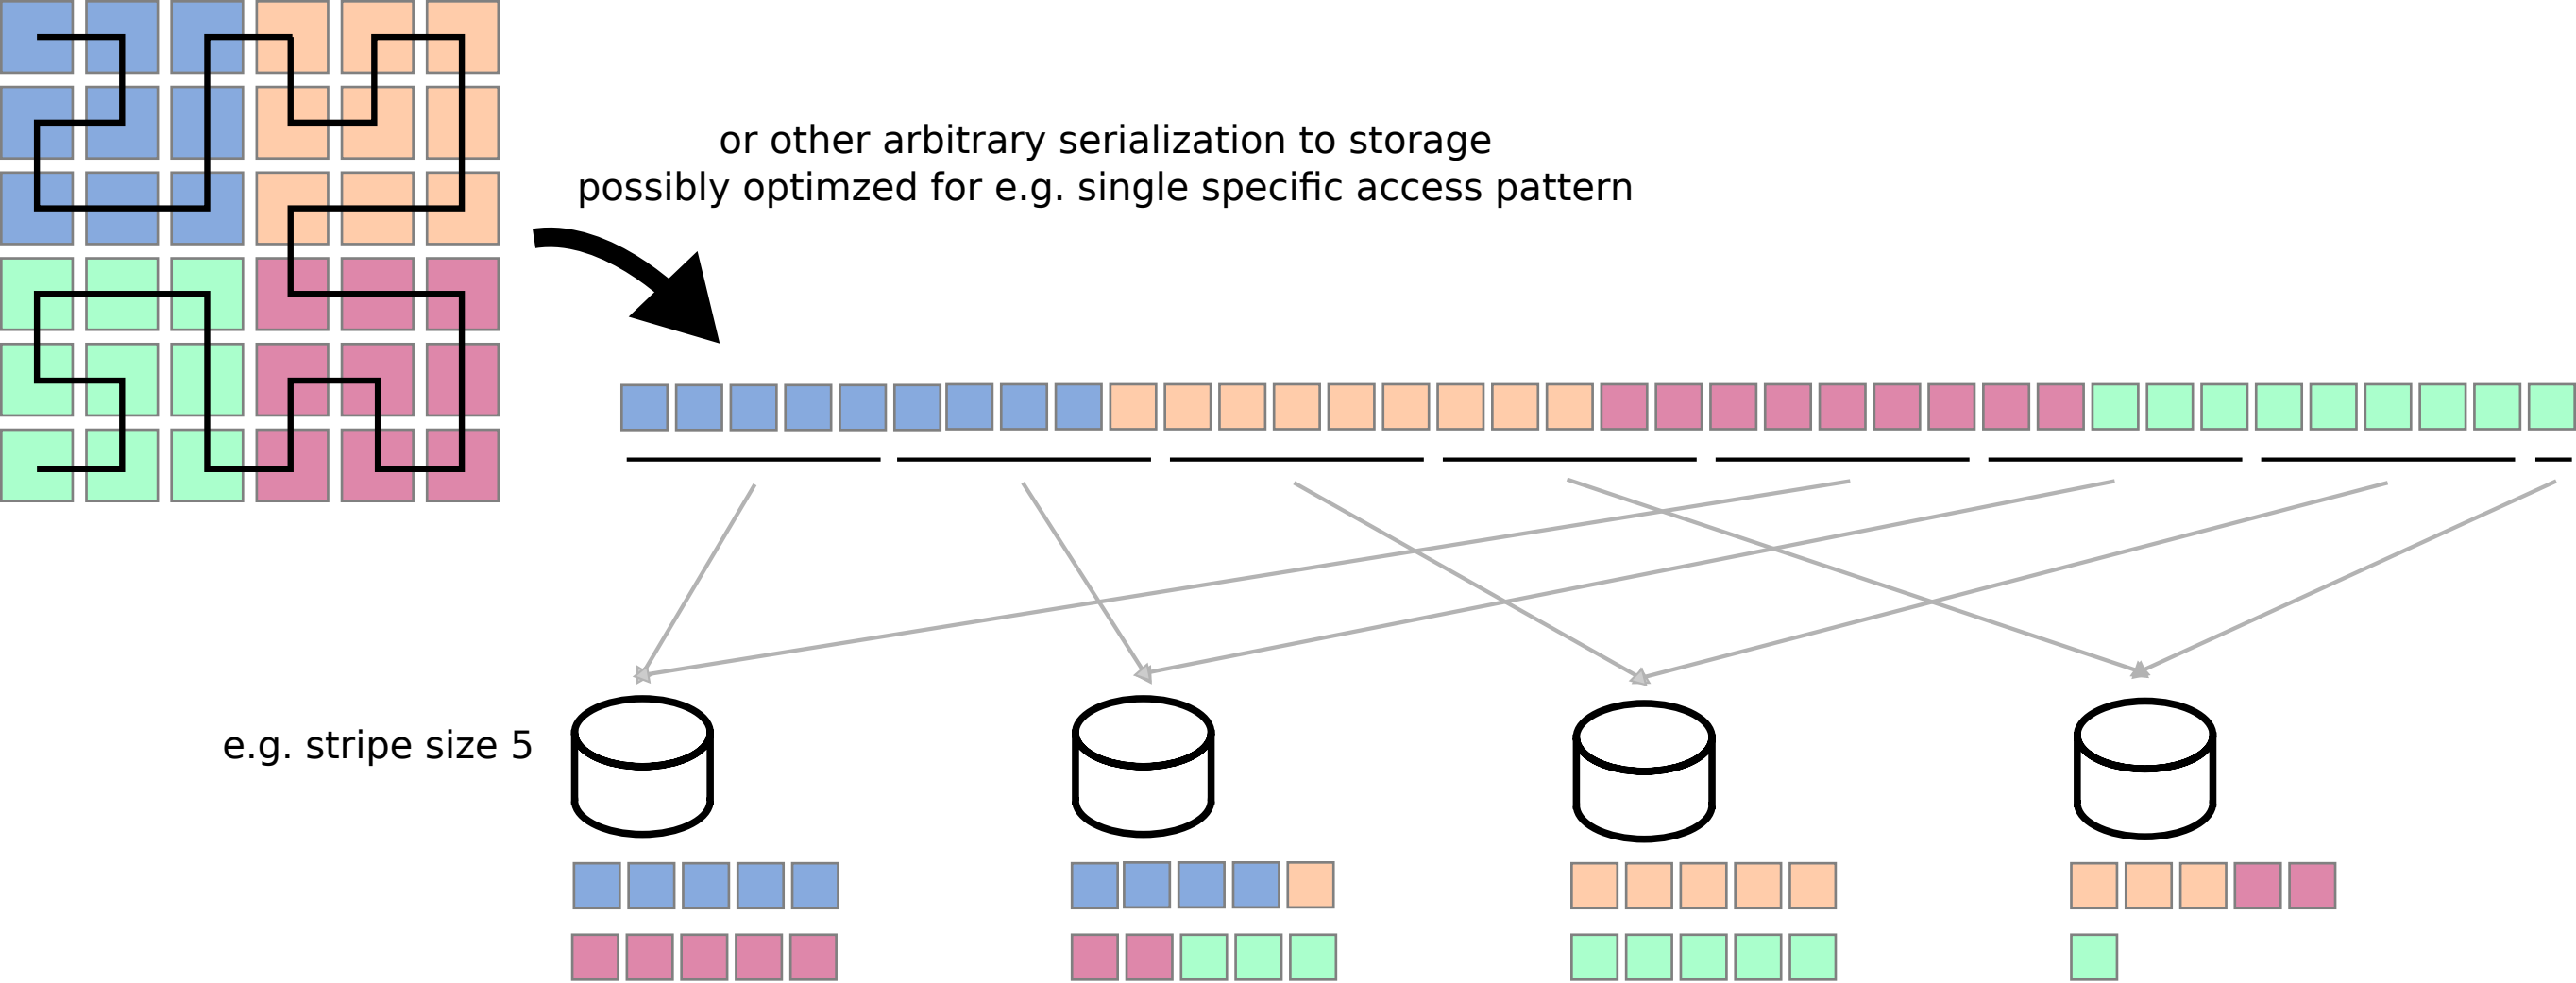 or other arbitrary serialization to storage
possibly optimzed for e.g. single specific access pattern
e.g. stripe size 5